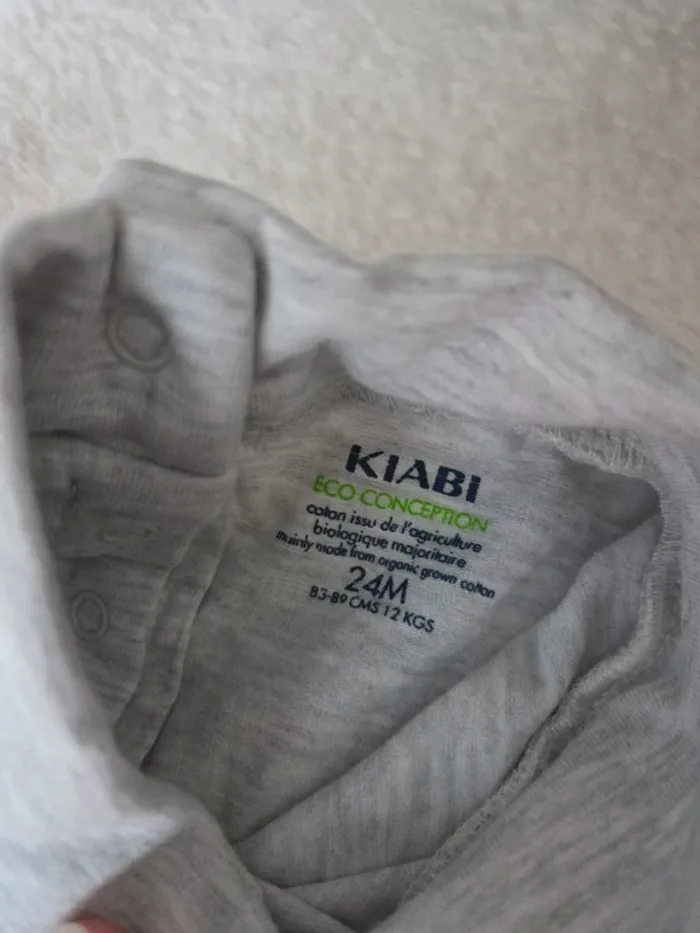 KIABI
ECO CONCEPTION
coton issu de l'agriculture
biologique majoritaire
mainly made from organic grown cotton
24M
83-89 CMS 12 KGS